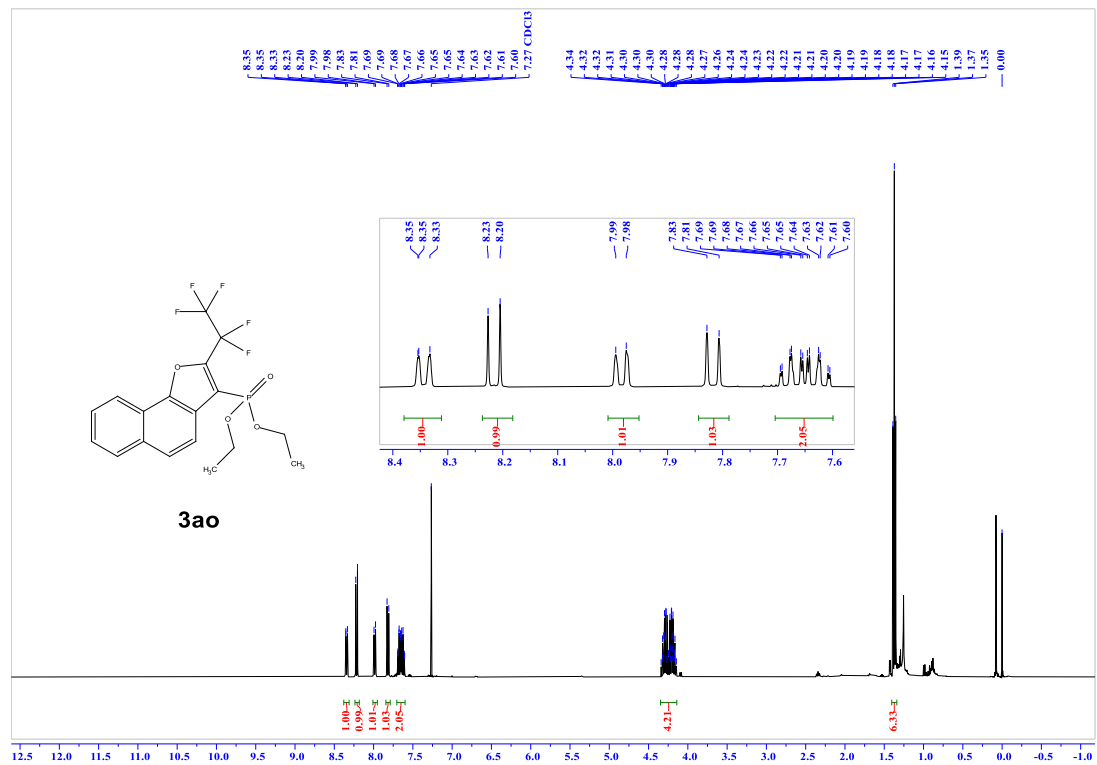 8.35 8.35 8.33 8.23 8.20 7.99 7.98 7.83 7.81 7.69 7.69 7.68 7.67 7.66 7.65 7.65 7.64 7.63 7.62 7.61 7.60 7.27 CDCl3
4.34 4.32 4.32 4.31 4.30 4.30 4.30 4.28 4.28 4.28 4.27 4.26 4.24 4.24 4.23 4.22 4.22 4.21 4.21 4.20 4.20 4.19 4.19 4.18 4.18 4.17 4.17 4.16 4.15 1.39 1.37 1.35 0.00
8.35 8.35 8.33 8.23 8.20 7.99 7.98 7.83 7.81 7.69 7.69 7.68 7.67 7.66 7.65 7.65 7.64 7.63 7.62 7.61 7.60
1.00 0.99 1.01 1.03 2.05
8.4 8.3 8.2 8.1 8.0 7.9 7.8 7.7 7.6
F F
F F
F
O O
P
O O
H₃C CH₃
3ao
1.00 0.99 1.01 1.03 2.05 4.21 6.33
12.5 12.0 11.5 11.0 10.5 10.0 9.5 9.0 8.5 8.0 7.5 7.0 6.5 6.0 5.5 5.0 4.5 4.0 3.5 3.0 2.5 2.0 1.5 1.0 0.5 0.0 -0.5 -1.0